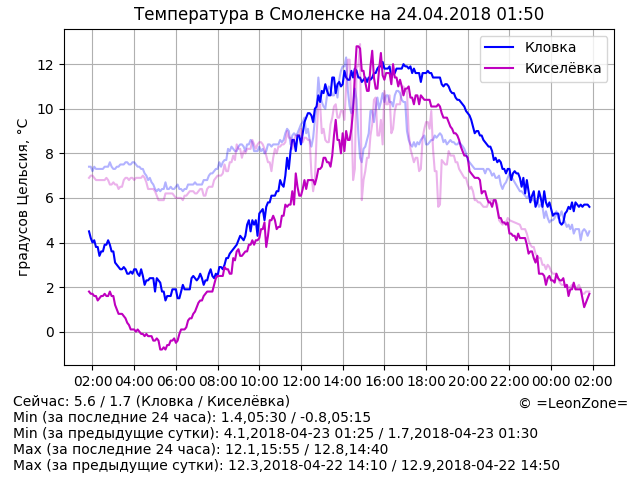 Температура в Смоленске на 24.04.2018 01:50
Кловка
Киселёвка
градусов Цельсия, °C
12
10
8
6
4
2
0
02:00 04:00 06:00 08:00 10:00 12:00 14:00 16:00 18:00 20:00 22:00 00:00 02:00
Сейчас: 5.6 / 1.7 (Кловка / Киселёвка)
© =LeonZone=
Min (за последние 24 часа): 1.4,05:30 / -0.8,05:15
Min (за предыдущие сутки): 4.1,2018-04-23 01:25 / 1.7,2018-04-23 01:30
Max (за последние 24 часа): 12.1,15:55 / 12.8,14:40
Max (за предыдущие сутки): 12.3,2018-04-22 14:10 / 12.9,2018-04-22 14:50